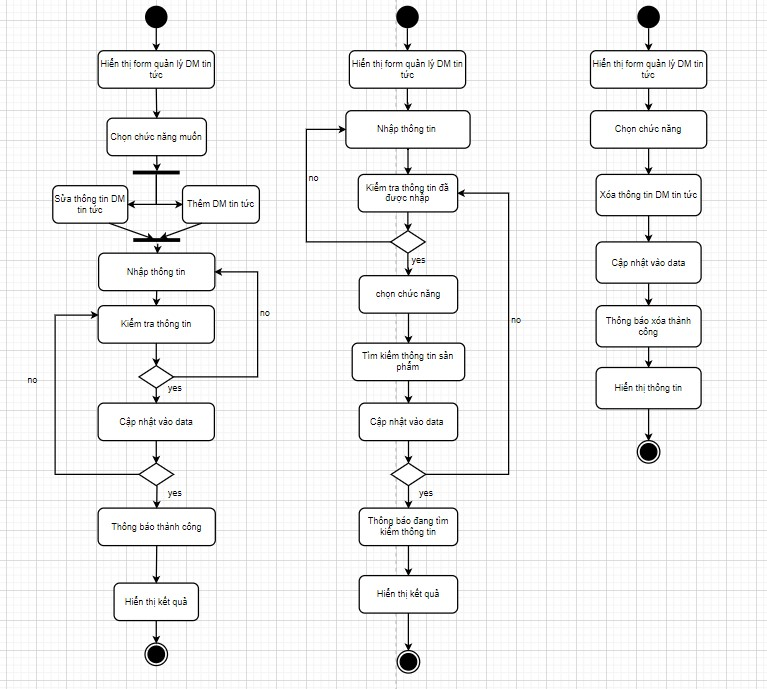 Hiển thị form quản lý DM tin
tức
Chọn chức năng muốn
Sửa thông tin DM
tin tức
Thêm DM tin tức
Nhập thông tin
no
Kiểm tra thông tin
no
yes
Cập nhật vào data
yes
Thông báo thành công
Hiển thị kết quả
Hiển thị form quản lý DM tin
tức
Nhập thông tin
no
Kiểm tra thông tin đã
được nhập
yes
chọn chức năng
no
Tìm kiếm thông tin sản
phẩm
Cập nhật vào data
yes
Thông báo đang tìm
kiếm thông tin
Hiển thị kết quả
Hiển thị form quản lý DM tin
tức
Chọn chức năng
Xóa thông tin DM tin tức
Cập nhật vào data
Thông báo xóa thành
công
Hiển thị thông tin